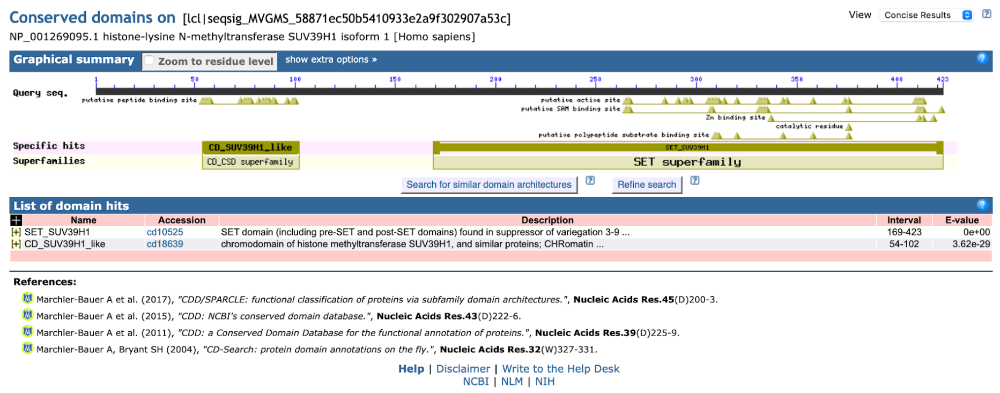 Conserved domains on [lcl|seqsig_MVGMS_58871ec50b5410933e2a9f302907a53c]
View Concise Results ?
NP_001269095.1 histone-lysine N-methyltransferase SUV39H1 isoform 1 [Homo sapiens]
Graphical summary Zoom to residue level show extra options » ?
1 50 100 150 200 250 300 350 400 423
Query seq.
putative peptide binding site putative active site
putative SAM binding site
Zn binding site
catalytic residue
putative polypeptide substrate binding site
Specific hits CD_SUV39H1_like SET_SUV39H1
Superfamilies CD_CSD superfamily SET superfamily
Search for similar domain architectures ? Refine search ?
List of domain hits ?
+ Name Accession Description Interval E-value
[+] SET_SUV39H1 cd10525 SET domain (including pre-SET and post-SET domains) found in suppressor of variegation 3-9 ... 169-423 0e+00
[+] CD_SUV39H1_like cd18639 chromodomain of histone methyltransferase SUV39H1, and similar proteins; CHRomatin ... 54-102 3.62e-29
References:
Marchler-Bauer A et al. (2017), "CDD/SPARCLE: functional classification of proteins via subfamily domain architectures.", Nucleic Acids Res.45(D)200-3.
Marchler-Bauer A et al. (2015), "CDD: NCBI's conserved domain database.", Nucleic Acids Res.43(D)222-6.
Marchler-Bauer A et al. (2011), "CDD: a Conserved Domain Database for the functional annotation of proteins.", Nucleic Acids Res.39(D)225-9.
Marchler-Bauer A, Bryant SH (2004), "CD-Search: protein domain annotations on the fly.", Nucleic Acids Res.32(W)327-331.
Help | Disclaimer | Write to the Help Desk
NCBI | NLM | NIH